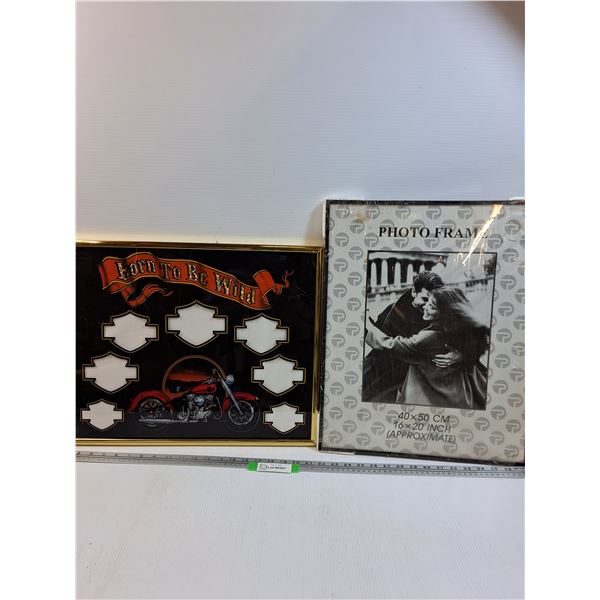 Born To Be Wild
PHOTO FRAME
40×50 CM
16×20 INCH
(APPROXIMATE)